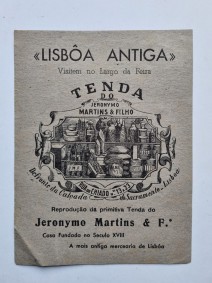 «LISBÔA ANTIGA»
Visitem no Largo da Feira
TENDA
DO
JERONYMO
MARTINS & FILHO
Defronte da Calçada do Sacramento, Lisboa
Reprodução da primitiva Tenda de
Jeronymo Martins & F.º
Casa Fundada no Seculo XVIII
A mais antiga mercearia de Lisbôa